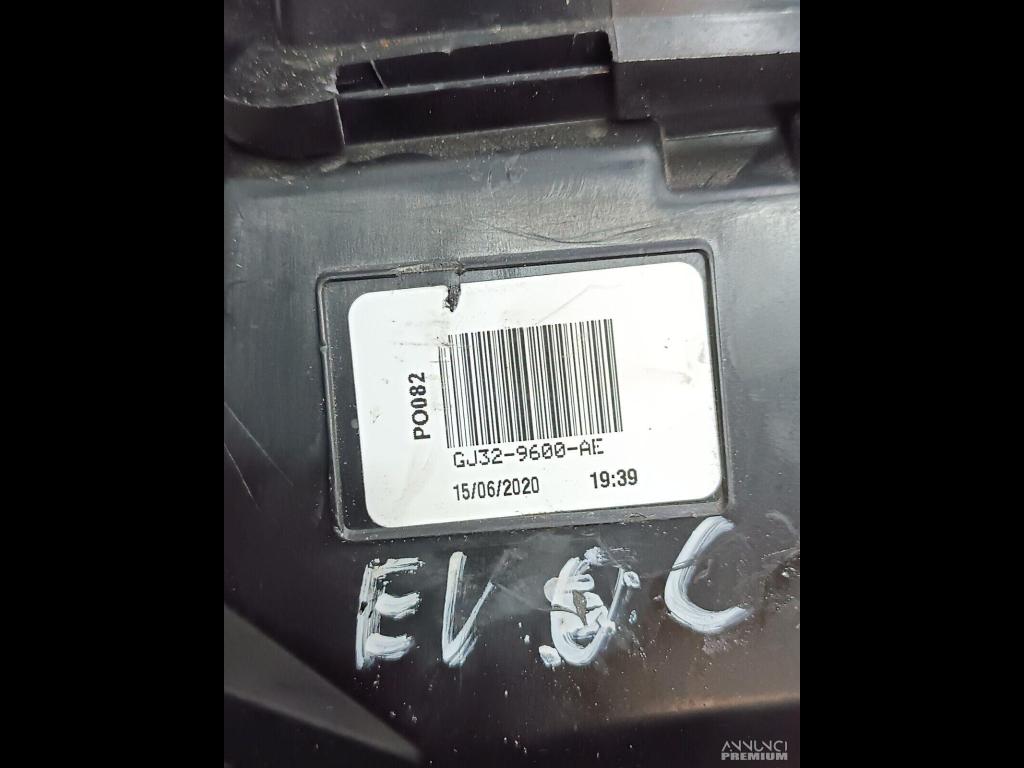 PO082
GJ32-9600-AE
15/06/2020 19:39
EVOC
ANNUNCI
PREMIUM